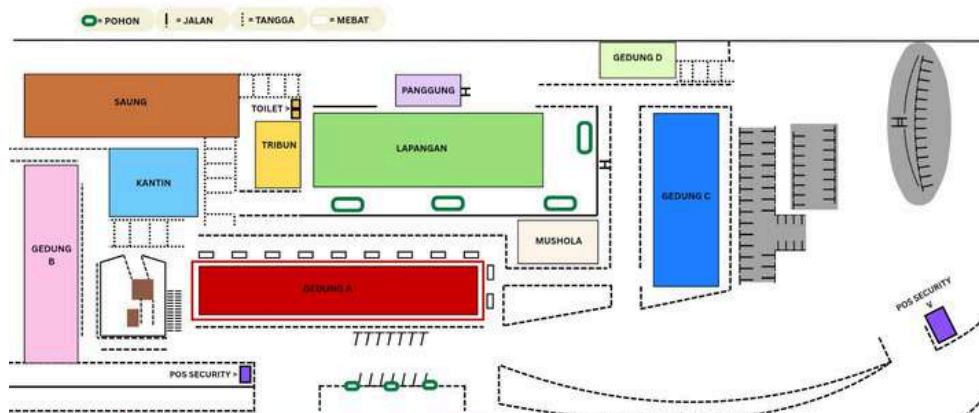 = POHON
= JALAN
= TANGGA
= MEBAT
GEDUNG D
SAUNG
PANGGUNG
TOILET >
TRIBUN
LAPANGAN
KANTIN
GEDUNG C
GEDUNG
B
MUSHOLA
GEDUNG A
POS SECURITY
>
POS SECURITY >